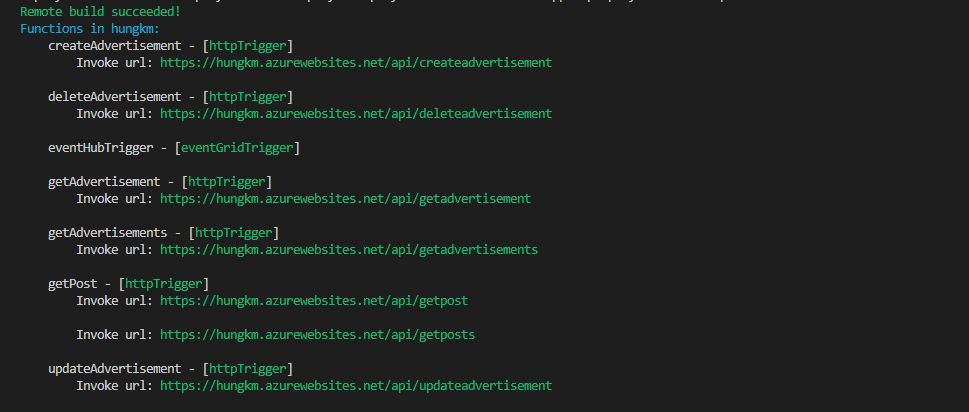 Remote build succeeded!
Functions in hungkm:
createAdvertisement - [httpTrigger]
Invoke url: https://hungkm.azurewebsites.net/api/createadvertisement
deleteAdvertisement - [httpTrigger]
Invoke url: https://hungkm.azurewebsites.net/api/deleteadvertisement
eventHubTrigger - [eventGridTrigger]
getAdvertisement - [httpTrigger]
Invoke url: https://hungkm.azurewebsites.net/api/getadvertisement
getAdvertisements - [httpTrigger]
Invoke url: https://hungkm.azurewebsites.net/api/getadvertisements
getPost - [httpTrigger]
Invoke url: https://hungkm.azurewebsites.net/api/getpost
Invoke url: https://hungkm.azurewebsites.net/api/getposts
updateAdvertisement - [httpTrigger]
Invoke url: https://hungkm.azurewebsites.net/api/updateadvertisement